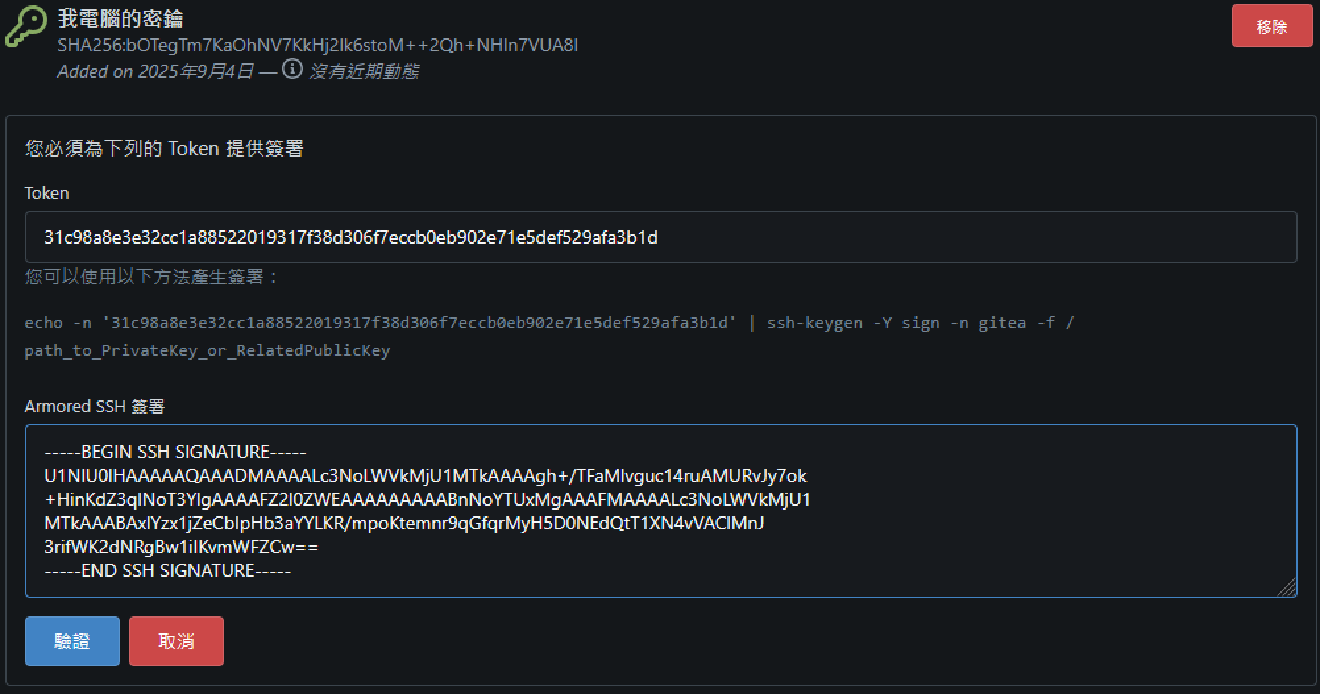 我電腦的密鑰
移除
SHA256:bOTegTm7KaOhNV7KkHj2lk6stoM++2Qh+NHIn7VUA8I
Added on 2025年9月4日 — 沒有近期動態
您必須為下列的 Token 提供簽署
Token
31c98a8e3e32cc1a88522019317f38d306f7eccb0eb902e71e5def529afa3b1d
您可以使用以下方法產生簽署：
echo -n '31c98a8e3e32cc1a88522019317f38d306f7eccb0eb902e71e5def529afa3b1d' | ssh-keygen -Y sign -n gitea -f /
path_to_PrivateKey_or_RelatedPublicKey
Armored SSH 簽署
-----BEGIN SSH SIGNATURE-----
U1NIU0lHAAAAAQAAADMAAAALc3NoLWVkMjU1MTkAAAAgh+/TFaMlvguc14ruAMURvJy7ok
+HinKdZ3qINoT3YlgAAAAFZ2l0ZWEAAAAAAAAABnNoYTUxMgAAAFMAAAALc3NoLWVkMjU1
MTkAAABAxlYzx1jZeCbIpHb3aYYLKR/mpoKtemnr9qGfqrMyH5D0NEdQtT1XN4vVACIMnJ
3rifWK2dNRgBw1iIKvmWFZCw==
-----END SSH SIGNATURE-----
驗證
取消